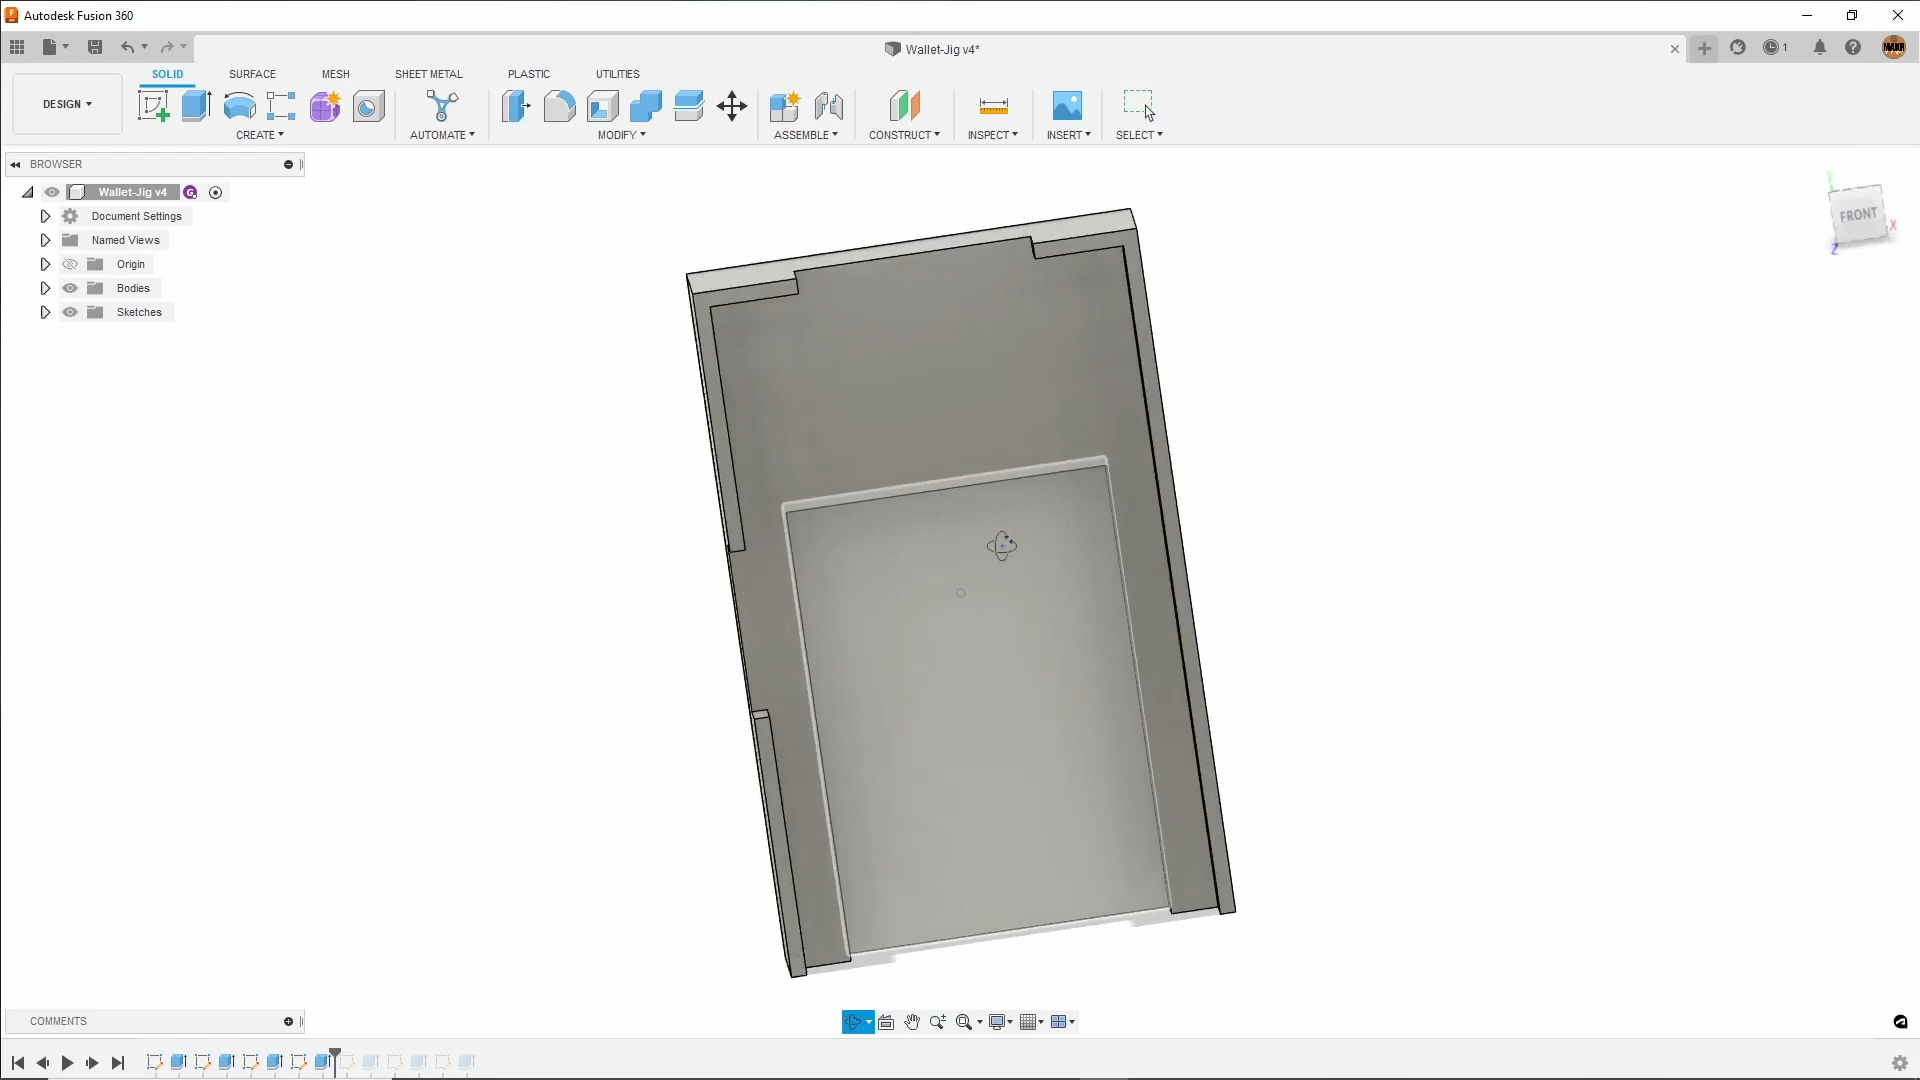 Autodesk Fusion 360
Wallet-Jig v4*
1
SOLID
SURFACE
MESH
SHEET METAL
PLASTIC
UTILITIES
DESIGN
CREATE
AUTOMATE
MODIFY
ASSEMBLE
CONSTRUCT
INSPECT
INSERT
SELECT
BROWSER
Wallet-Jig v4
Document Settings
Named Views
Origin
Bodies
Sketches
FRONT
X
Z
COMMENTS